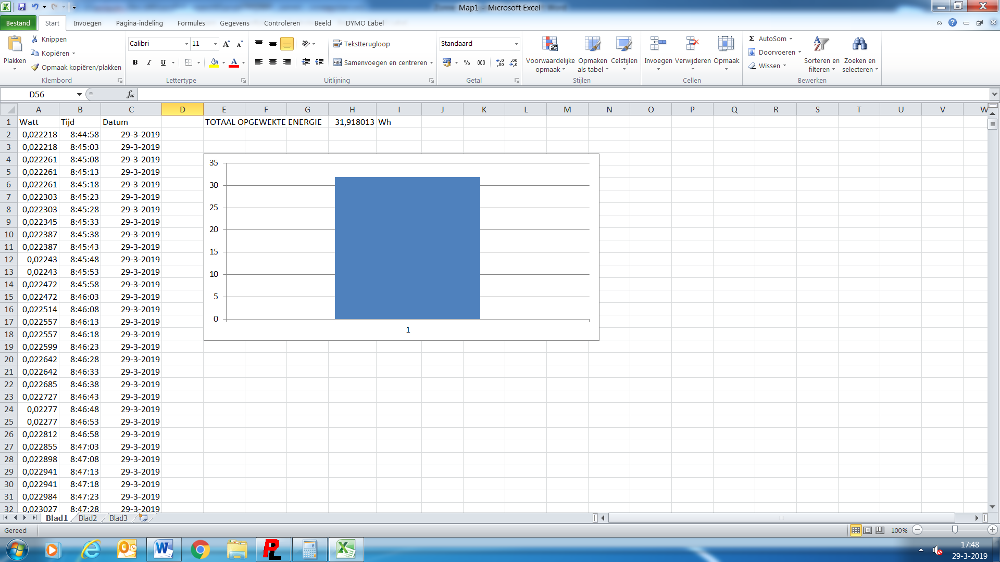 Map1 - Microsoft Excel
Bestand Start Invoegen Pagina-indeling Formules Gegevens Controleren Beeld DYMO Label
Plakken
Knippen
Kopiëren
Opmaak kopiëren/plakken
Klembord
Calibri 11
B I U
Lettertype
Tekstterugloop
Samenvoegen en centreren
Uitlijning
Standaard
% 000
Getal
Voorwaardelijke opmaak
Opmaken als tabel
Celstijlen
Stijlen
Invoegen Verwijderen Opmaak
Cellen
Σ AutoSom
Doorvoeren
Wissen
Sorteren en filteren
Zoeken en selecteren
Bewerken
D56 fx
A B C D E F G H I J K L M N O P Q R S T U V W
1 Watt Tijd Datum TOTAAL OPGEWEKTE ENERGIE 31,918013 Wh
2 0,022218 8:44:58 29-3-2019
3 0,022218 8:45:03 29-3-2019
4 0,022261 8:45:08 29-3-2019
5 0,022261 8:45:13 29-3-2019
6 0,022261 8:45:18 29-3-2019
7 0,022303 8:45:23 29-3-2019
8 0,022303 8:45:28 29-3-2019
9 0,022345 8:45:33 29-3-2019
10 0,022387 8:45:38 29-3-2019
11 0,022387 8:45:43 29-3-2019
12 0,02243 8:45:48 29-3-2019
13 0,02243 8:45:53 29-3-2019
14 0,022472 8:45:58 29-3-2019
15 0,022472 8:46:03 29-3-2019
16 0,022514 8:46:08 29-3-2019
17 0,022557 8:46:13 29-3-2019
18 0,022557 8:46:18 29-3-2019
19 0,022599 8:46:23 29-3-2019
20 0,022642 8:46:28 29-3-2019
21 0,022642 8:46:33 29-3-2019
22 0,022685 8:46:38 29-3-2019
23 0,022727 8:46:43 29-3-2019
24 0,02277 8:46:48 29-3-2019
25 0,02277 8:46:53 29-3-2019
26 0,022812 8:46:58 29-3-2019
27 0,022855 8:47:03 29-3-2019
28 0,022898 8:47:08 29-3-2019
29 0,022941 8:47:13 29-3-2019
30 0,022941 8:47:18 29-3-2019
31 0,022984 8:47:23 29-3-2019
32 0,023027 8:47:28 29-3-2019
35
30
25
20
15
10
5
0
1
Blad1 Blad2 Blad3
Gereed
100%
17:48
29-3-2019